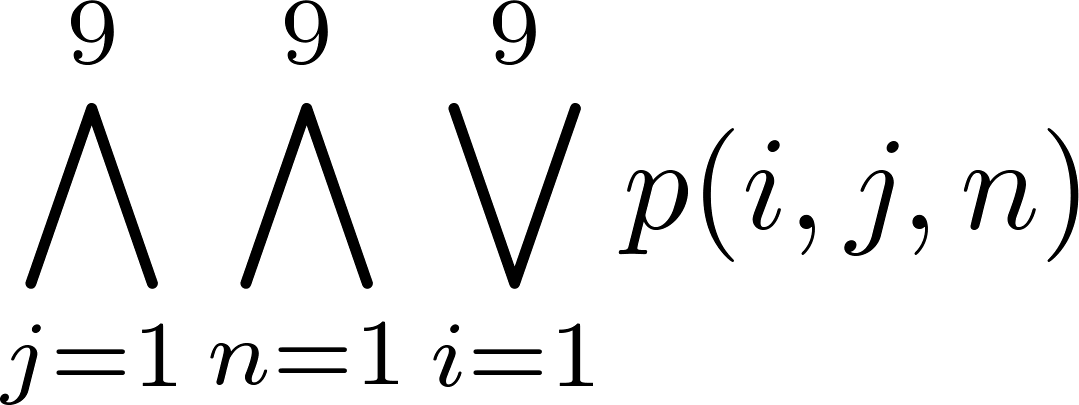 9 9 9
⋀ ⋀ ⋁ p(i, j, n)
j=1 n=1 i=1